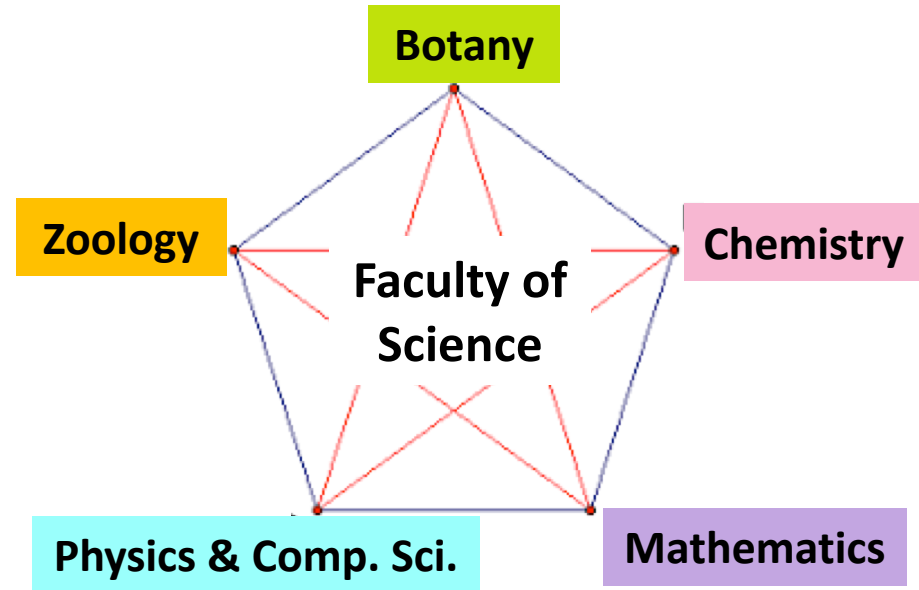 Botany
Zoology
Chemistry
Faculty of
Science
Physics & Comp. Sci.
Mathematics